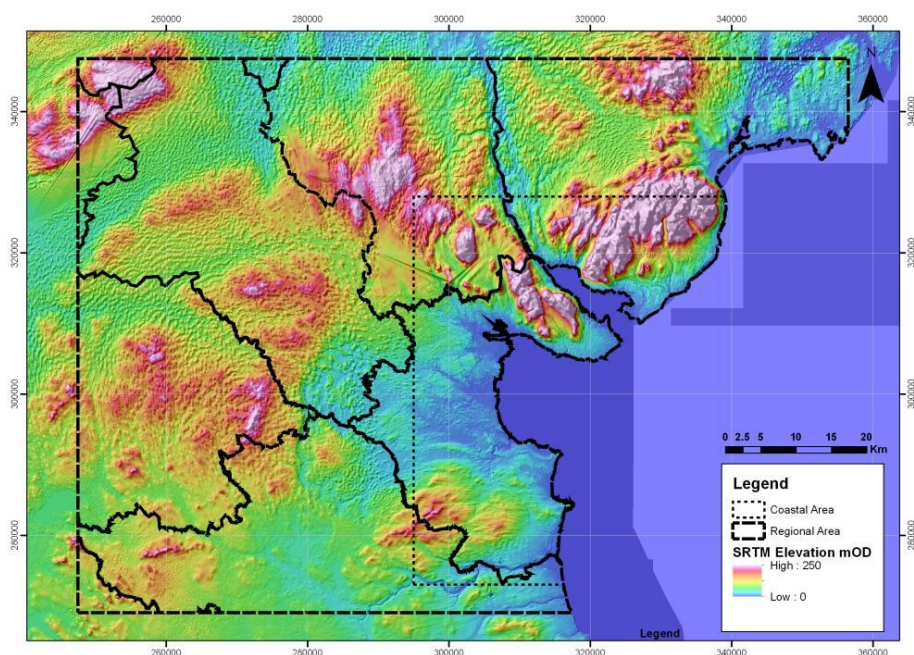 260000 280000 300000 320000 340000 360000
N
340000 340000
320000 320000
300000 300000
280000 280000
0 2.5 5 10 15 20
Km
Legend
Coastal Area
Regional Area
SRTM Elevation mOD
High : 250
Low : 0
Legend
260000 280000 300000 320000 340000 360000